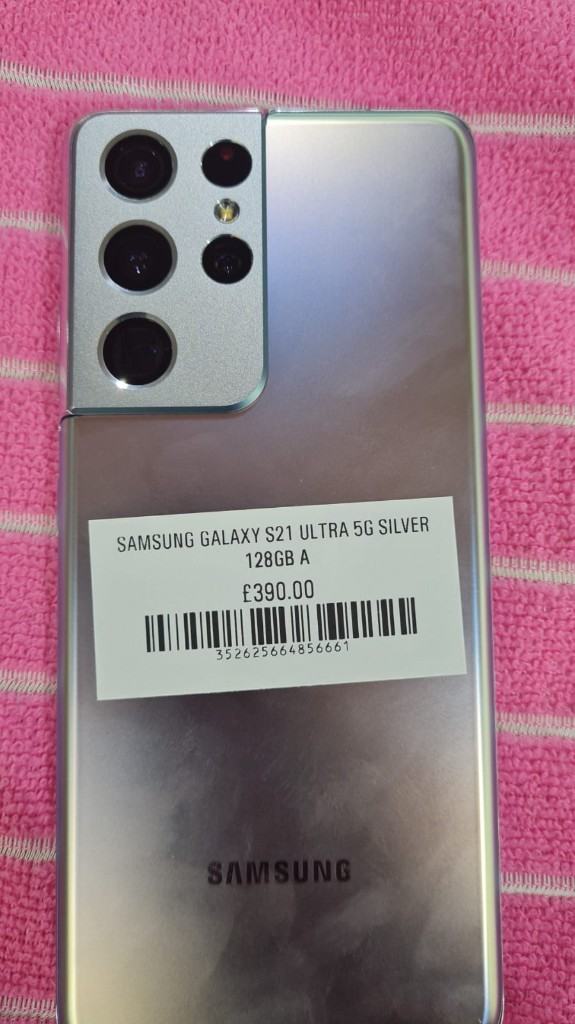 SAMSUNG GALAXY S21 ULTRA 5G SILVER
128GB A
£390.00
352625664856661
SAMSUNG